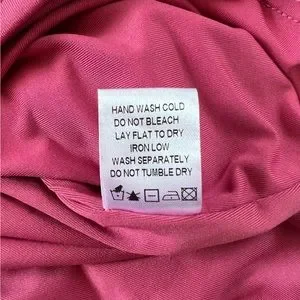 HAND WASH COLD
DO NOT BLEACH
LAY FLAT TO DRY
IRON LOW
WASH SEPARATELY
DO NOT TUMBLE DRY